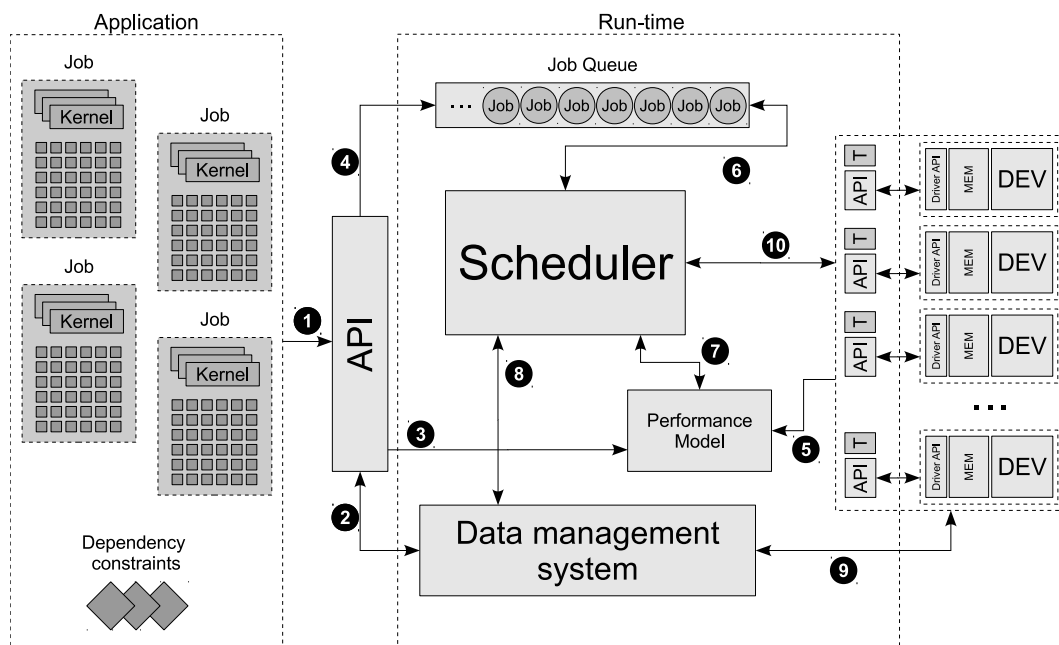 Application
Run-time
Job
Kernel
Job
Kernel
Job
Kernel
Job
Kernel
Dependency
constraints
1
API
2
3
4
Job Queue
... Job Job Job Job Job Job Job
6
Scheduler
10
7
8
Performance
Model
5
Data management
system
9
T
API
Driver API
MEM
DEV
T
API
Driver API
MEM
DEV
T
API
Driver API
MEM
DEV
...
T
API
Driver API
MEM
DEV